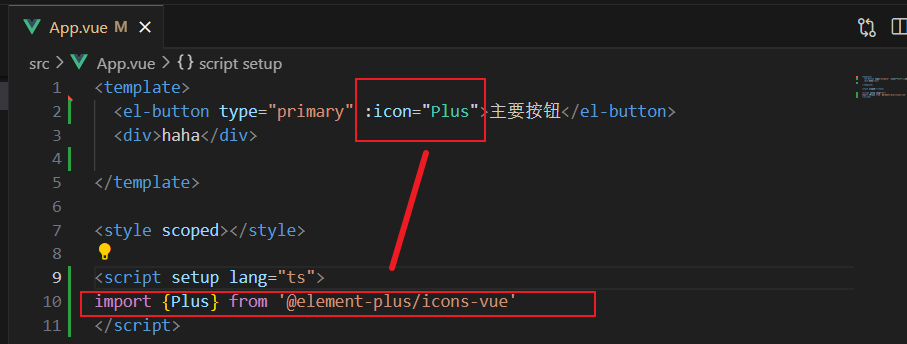 App.vue M ×
src > App.vue > {} script setup
1 <template>
2 <el-button type="primary" :icon="Plus">主要按钮</el-button>
3 <div>haha</div>
4
5 </template>
6
7 <style scoped></style>
8
9 <script setup lang="ts">
10 import {Plus} from '@element-plus/icons-vue'
11 </script>